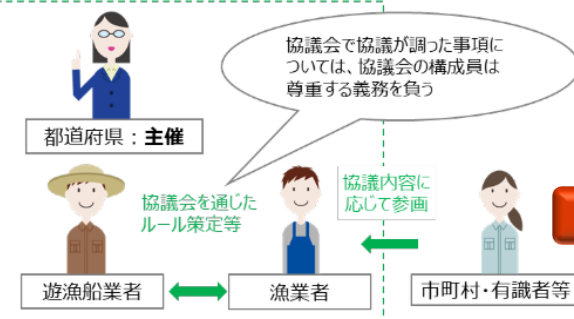 協議会で協議が調った事項に
ついては、協議会の構成員は
尊重する義務を負う
都道府県：主催
協議会を通じた
ルール策定等
協議内容に
応じて参画
遊漁船業者
漁業者
市町村・有識者等